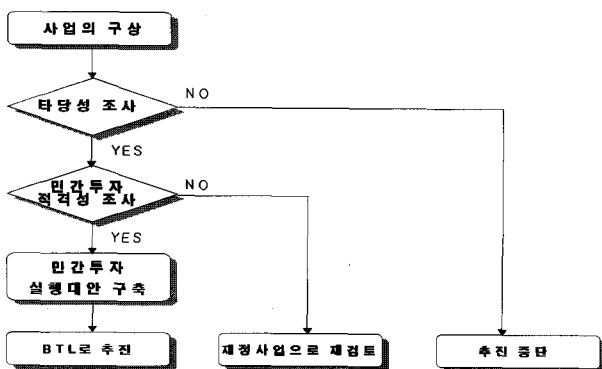 사업의 구상
타당성 조사
NO
YES
민간투자
적격성 조사
NO
YES
민간투자
실행대안 구축
BTL로 추진
재정사업으로 재검토
추진 중단